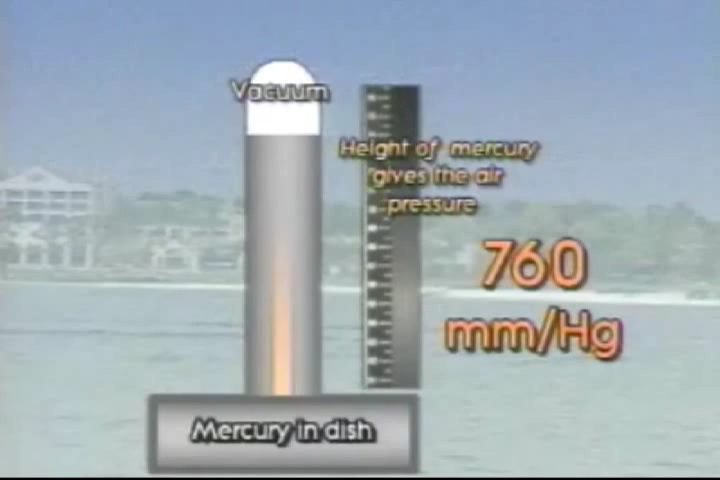 Vacuum
Height of mercury
gives the air
pressure
760
mm/Hg
Mercury in dish